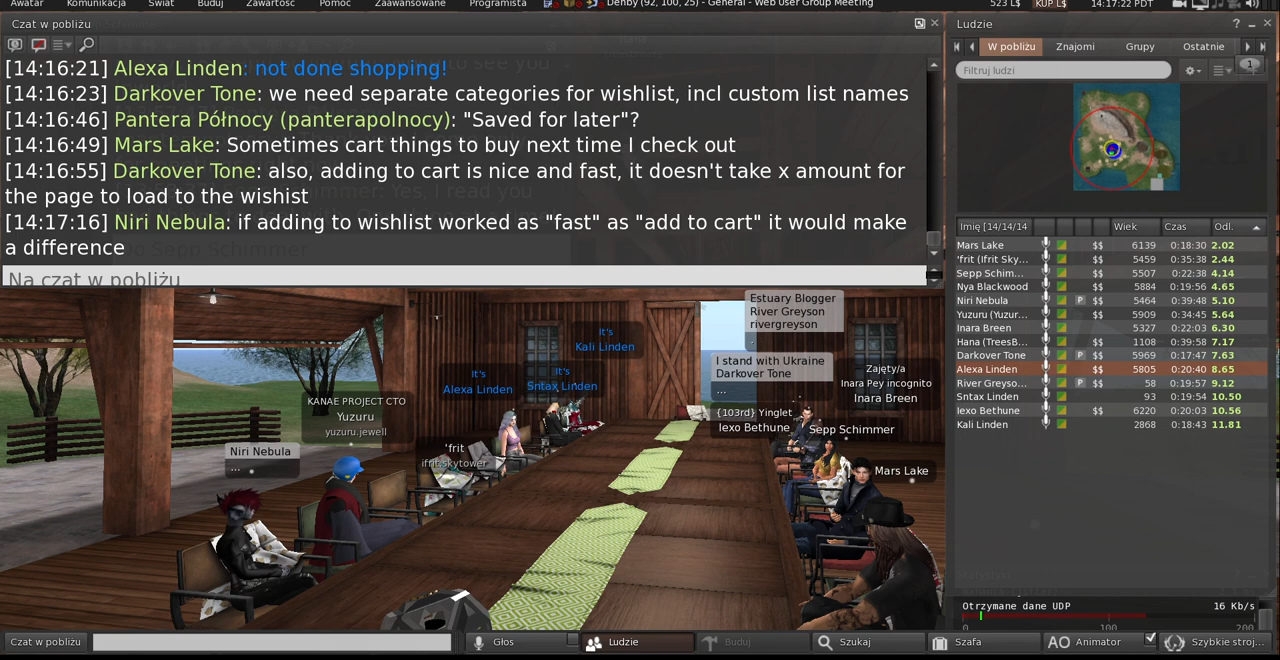 Awatar Komunikacja Świat Buduj Zawartość Pomoc Zaawansowane Programista
Denby (92, 100, 25) - General - Web User Group Meeting
523 L$ KUP L$ 14:17:22 PDT
Czat w pobliżu
[14:16:21] Alexa Linden: not done shopping!
[14:16:23] Darkover Tone: we need separate categories for wishlist, incl custom list names
[14:16:46] Pantera Północy (panterapolnocy): "Saved for later"?
[14:16:49] Mars Lake: Sometimes cart things to buy next time I check out
[14:16:55] Darkover Tone: also, adding to cart is nice and fast, it doesn't take x amount for
the page to load to the wishist
[14:17:16] Niri Nebula: if adding to wishlist worked as "fast" as "add to cart" it would make
a difference
Na czat w pobliżu
Estuary Blogger
River Greyson
rivergreyson
It's
Kali Linden
It's
Alexa Linden
It's
Sntax Linden
I stand with Ukraine
Darkover Tone
...
Zajęty/a
Inara Pey incognito
Inara Breen
KANAE PROJECT CTO
Yuzuru
yuzuru.jewell
{103rd} Yinglet
Iexo Bethune
Sepp Schimmer
Niri Nebula
...
'frit
ifrit.skytower
Mars Lake
Ludzie
? _ ×
W pobliżu Znajomi Grupy Ostatnie
1
Filtruj ludzi
Imię [14/14/14 Wiek Czas Odl.
Mars Lake $$ 6139 0:18:30 2.02
'frit (Ifrit Sky... $$ 5459 0:35:38 2.44
Sepp Schim... $$ 5507 0:22:38 4.14
Nya Blackwood $$ 5884 0:19:56 4.65
Niri Nebula P $$ 5464 0:39:48 5.10
Yuzuru (Yuzur... $$ 5909 0:34:45 5.64
Inara Breen 5327 0:22:03 6.30
Hana (TreesB... $$ 1108 0:39:58 7.17
Darkover Tone P $$ 5969 0:17:47 7.63
Alexa Linden $$ 5805 0:20:40 8.65
River Greyso... P $$ 58 0:19:57 9.12
Sntax Linden 93 0:19:54 10.50
Iexo Bethune $$ 6220 0:20:03 10.56
Kali Linden 2868 0:18:43 11.81
Otrzymane dane UDP 16 Kb/s
0 100 200
Czat w pobliżu Głos Ludzie Buduj Szukaj Szafa AO Animator Szybkie stroj...